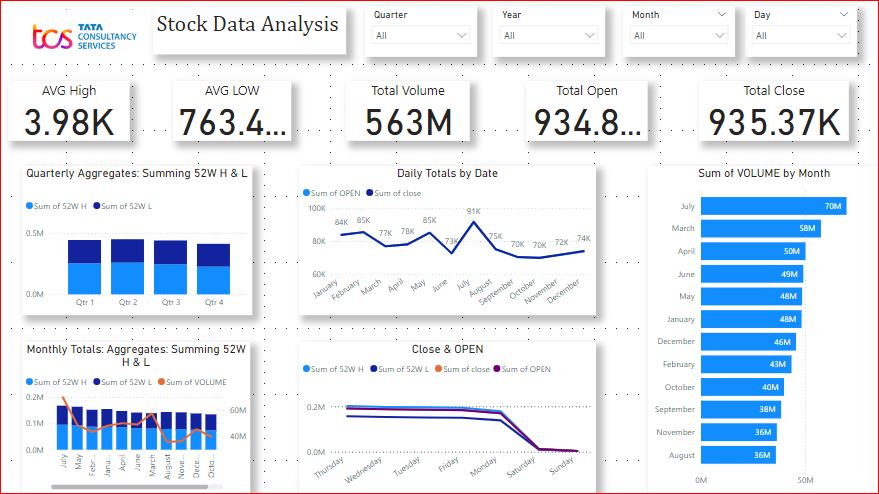 tcs TATA
CONSULTANCY
SERVICES
Stock Data Analysis
Quarter
All
Year
All
Month
All
Day
All
AVG High
3.98K
AVG LOW
763.4...
Total Volume
563M
Total Open
934.8...
Total Close
935.37K
Quarterly Aggregates: Summing 52W H & L
Sum of 52W H Sum of 52W L
0.5M
0.0M
Qtr 1 Qtr 2 Qtr 3 Qtr 4
Daily Totals by Date
Sum of OPEN Sum of close
100K
80K
60K
84K 85K 77K 78K 85K 73K 91K 75K 70K 70K 72K 74K
January February March April May June July August September October November December
Sum of VOLUME by Month
July 70M
March 58M
April 50M
June 49M
May 48M
January 48M
December 46M
February 43M
October 40M
September 38M
November 36M
August 36M
0M 50M
Monthly Totals: Aggregates: Summing 52W
H & L
Sum of 52W H Sum of 52W L Sum of VOLUME
0.2M
0.1M
0.0M
60M
40M
July May Febr... Janu... April June March Augu... Nove... Sept... Dece... Octo...
Close & OPEN
Sum of 52W H Sum of 52W L Sum of close Sum of OPEN
0.2M
0.0M
Thursday Wednesday Tuesday Friday Monday Saturday Sunday